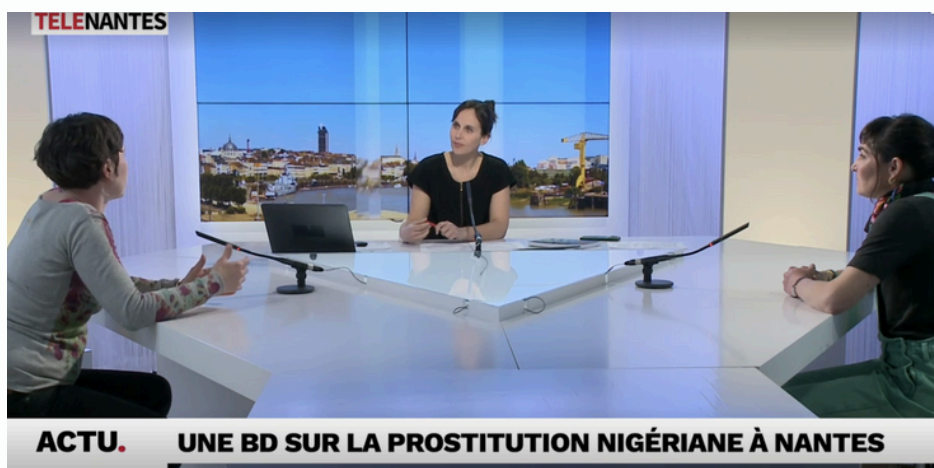 TELENANTES
ACTU. UNE BD SUR LA PROSTITUTION NIGÉRIANE À NANTES